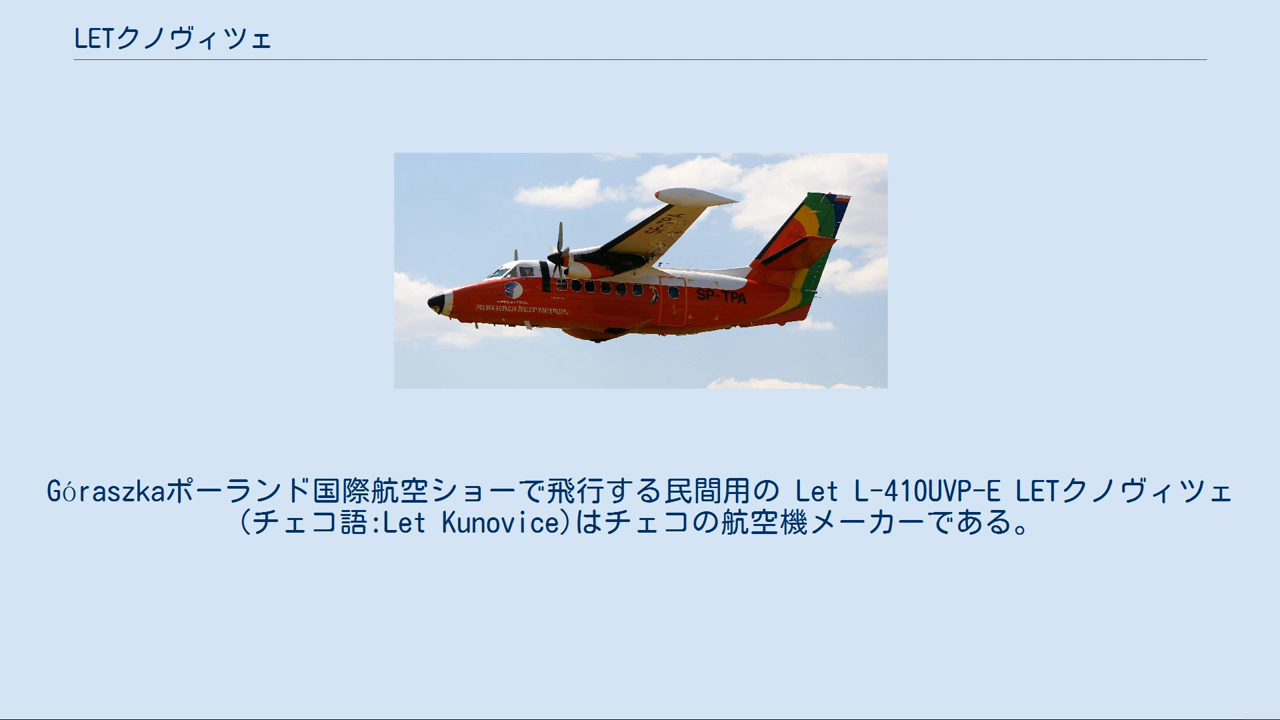 LETクノヴィツェ
SP-TPA
SP-TPA
Góraszkaポーランド国際航空ショーで飛行する民間用の Let L-410UVP-E LETクノヴィツェ
(チェコ語:Let Kunovice)はチェコの航空機メーカーである。